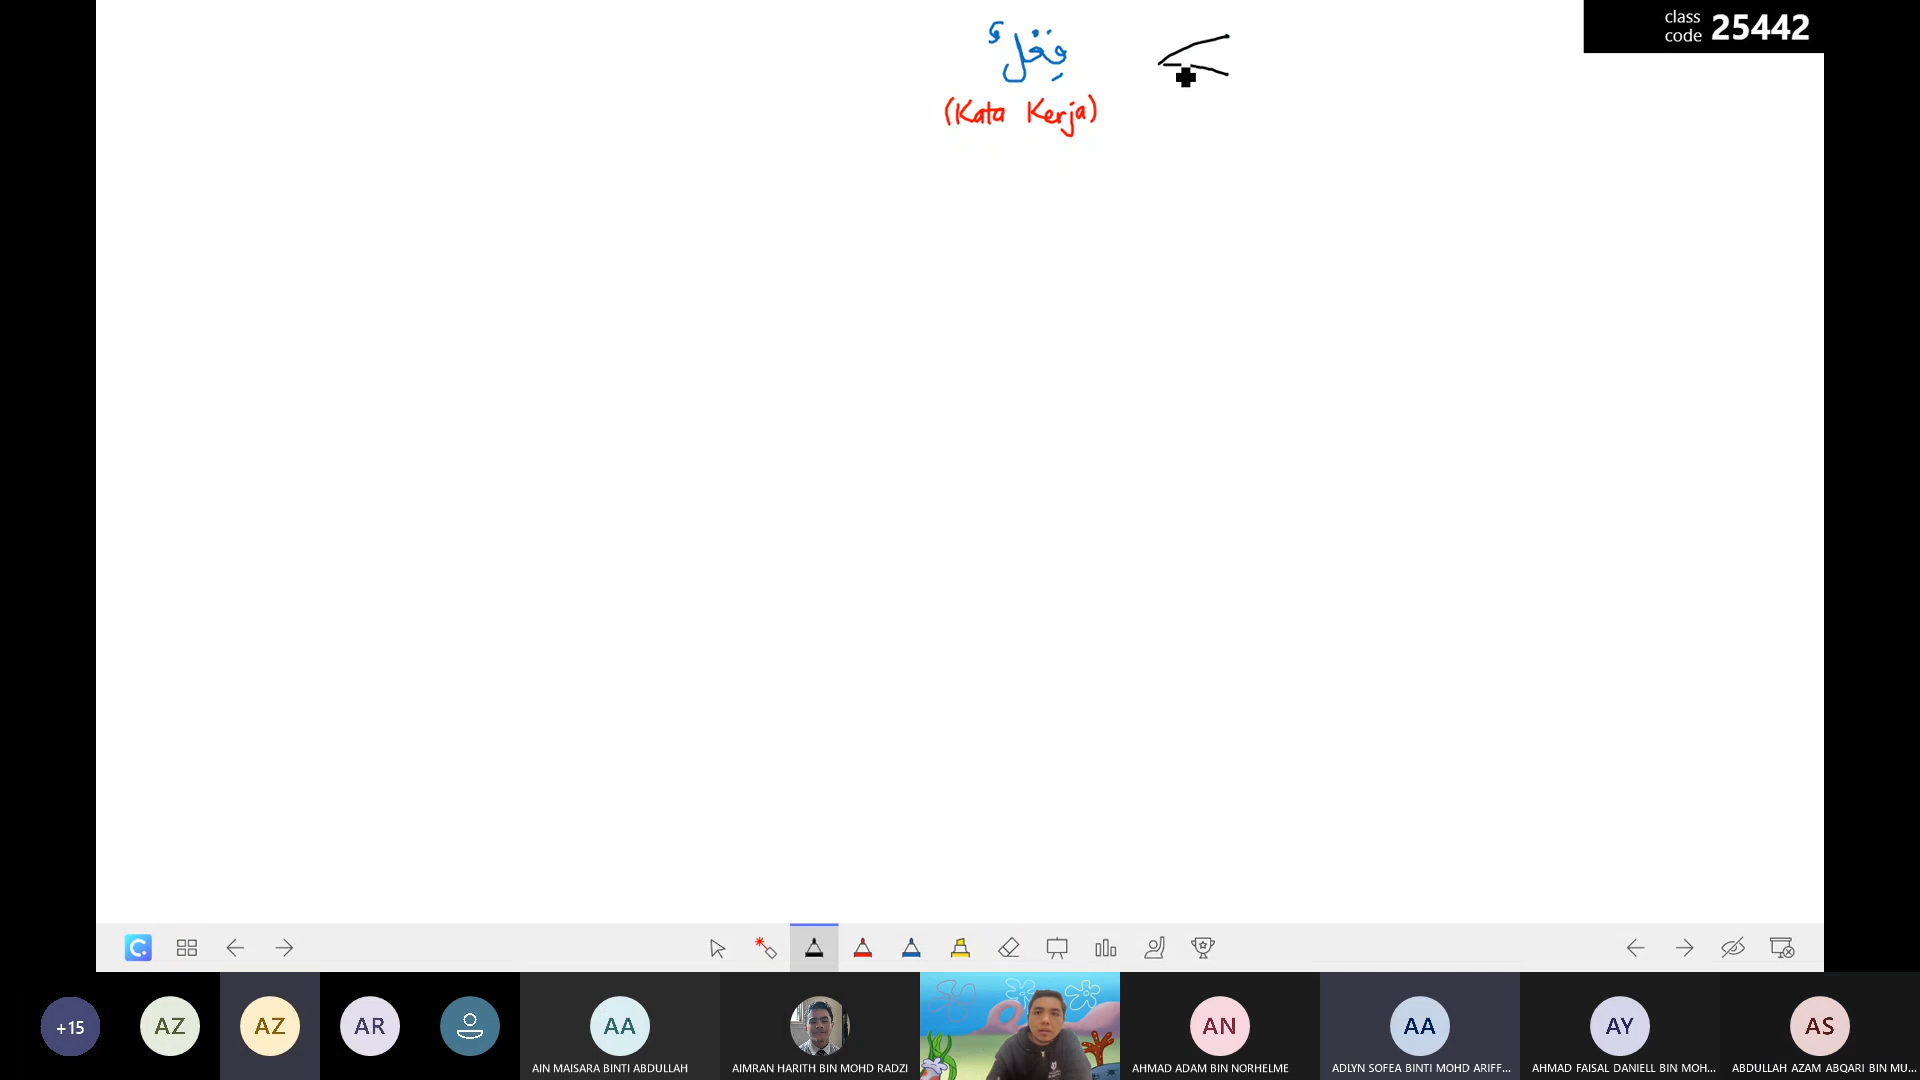 class code 25442
فِعْلٌ
(Kata Kerja)
+15
AZ
AZ
AR
AA
AN
AA
AY
AS
AIN MAISARA BINTI ABDULLAH
AIMRAN HARITH BIN MOHD RADZI
AHMAD ADAM BIN NORHELME
ADLYN SOFEA BINTI MOHD ARIFF...
AHMAD FAISAL DANIELL BIN MOH...
ABDULLAH AZAM ABQARI BIN MU...